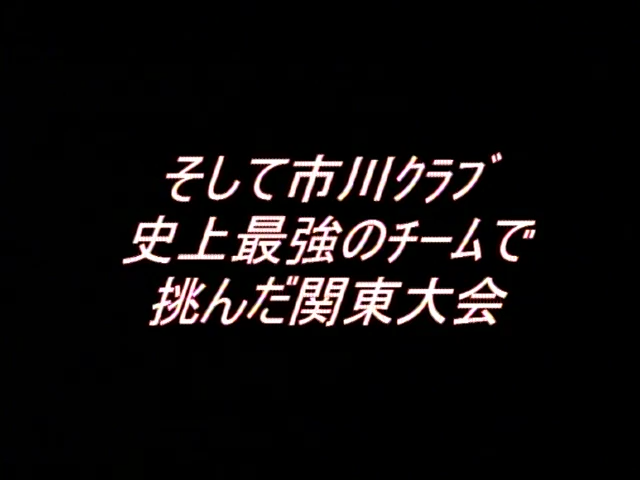 そして市川ｸﾗﾌﾞ
史上最強のﾁームで
挑んだ関東大会